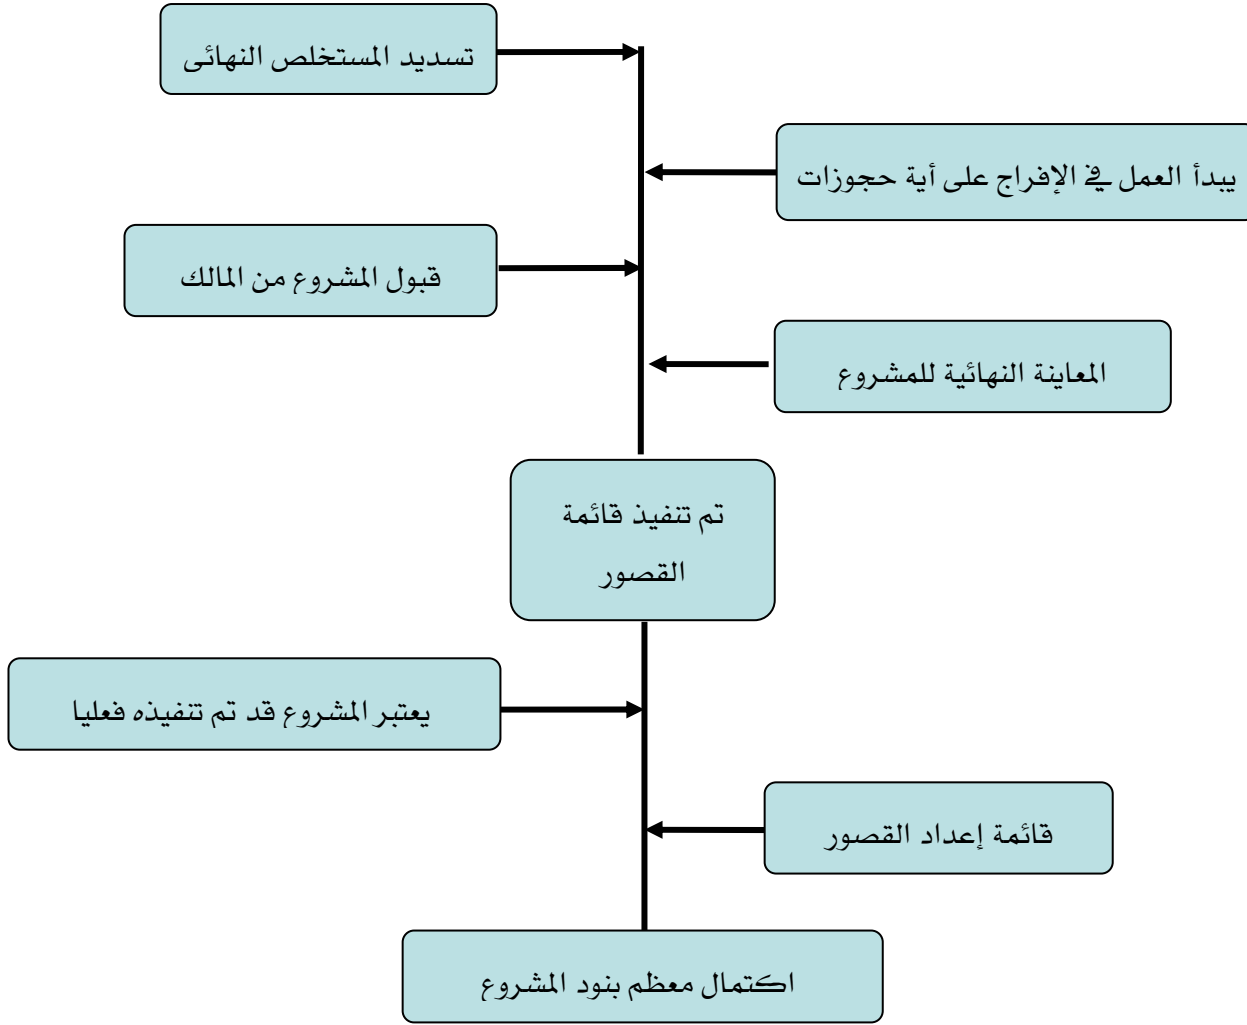 تسديد المستخلص النهائى
يبدأ العمل في الإفراج على أية حجوزات
قبول المشروع من المالك
المعاينة النهائية للمشروع
تم تنفيذ قائمة
القصور
يعتبر المشروع قد تم تنفيذه فعليا
قائمة إعداد القصور
اكتمال معظم بنود المشروع